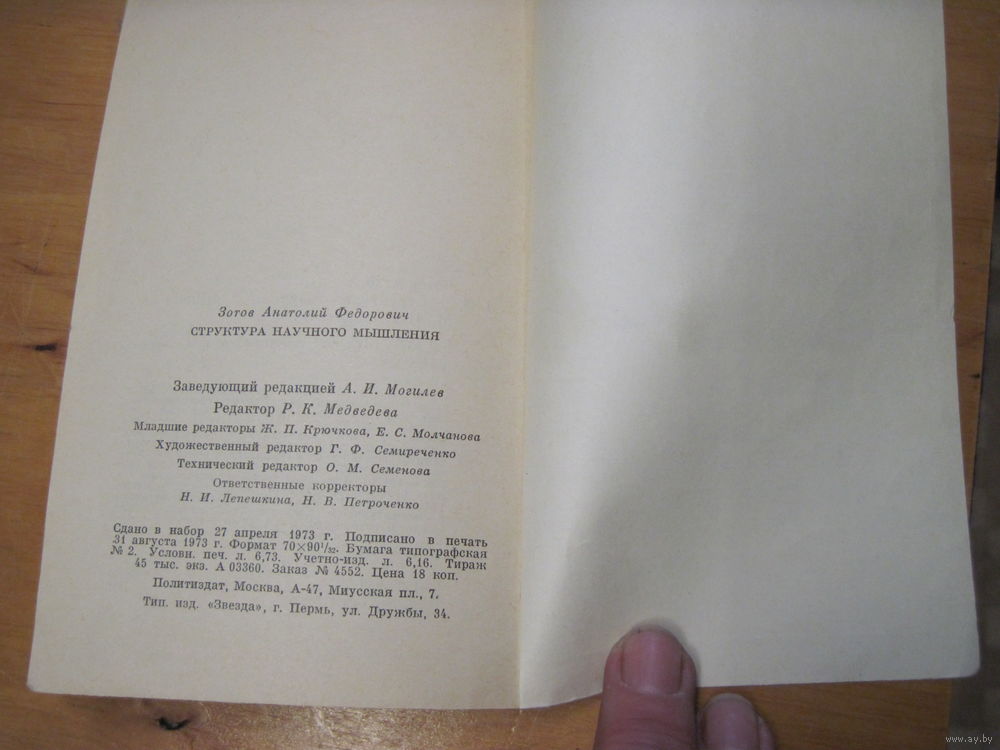 Зотов Анатолий Федорович
СТРУКТУРА НАУЧНОГО МЫШЛЕНИЯ
Заведующий редакцией А. И. Могилев
Редактор Р. К. Медведева
Младшие редакторы Ж. П. Крючкова, Е. С. Молчанова
Художественный редактор Г. Ф. Семиреченко
Технический редактор О. М. Семенова
Ответственные корректоры
Н. И. Лепешкина, Н. В. Петроченко
Сдано в набор 27 апреля 1973 г. Подписано в печать
31 августа 1973 г. Формат 70×90¹/₃₂. Бумага типографская
№ 2. Условн. печ. л. 6,73. Учетно-изд. л. 6,16. Тираж
45 тыс. экз. А 03360. Заказ № 4552. Цена 18 коп.
Политиздат, Москва, А-47, Миусская пл., 7.
Тип. изд. «Звезда», г. Пермь, ул. Дружбы, 34.
www.ay.by